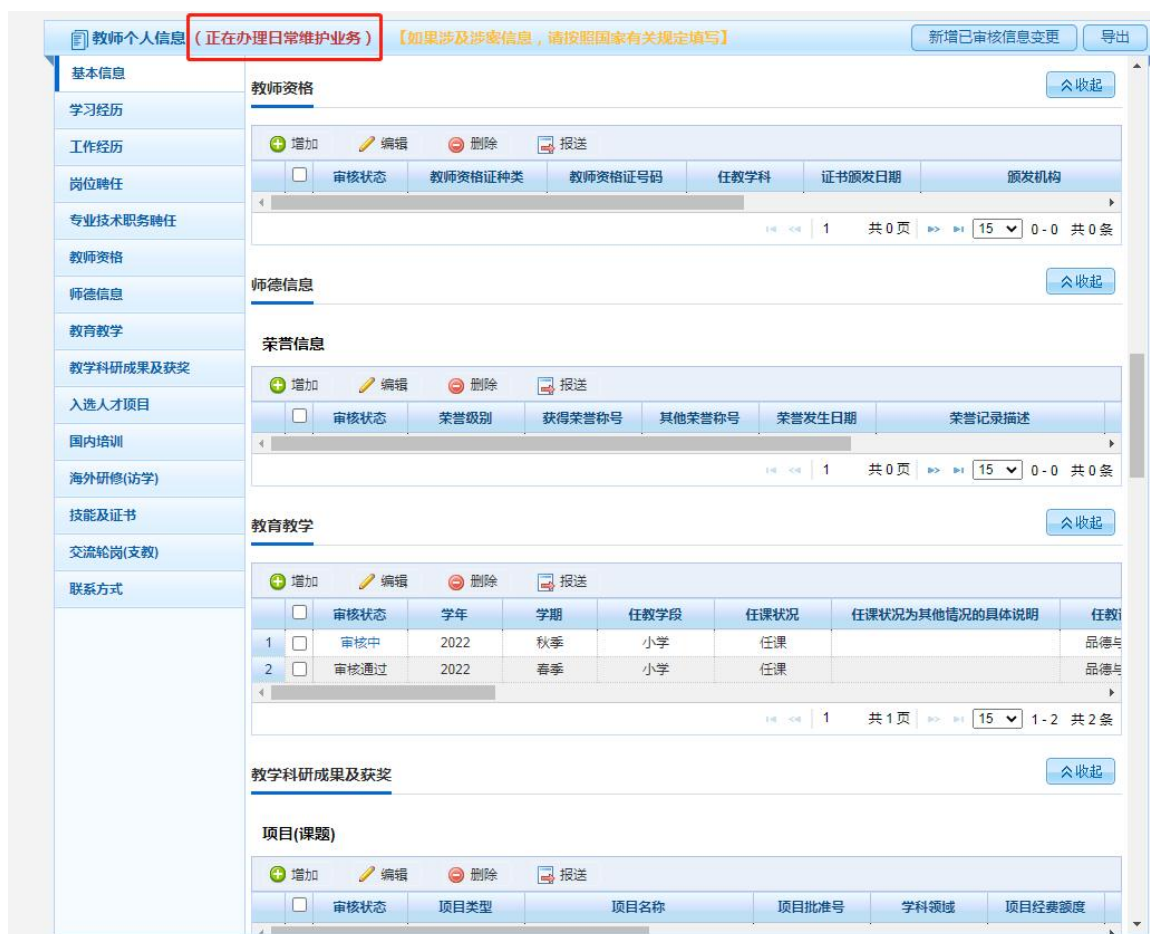 教师个人信息（正在办理日常维护业务） 【如果涉及涉密信息，请按照国家有关规定填写】 新增已审核信息变更 导出
基本信息
学习经历
工作经历
岗位聘任
专业技术职务聘任
教师资格
师德信息
教育教学
教学科研成果及获奖
入选人才项目
国内培训
海外研修(访学)
技能及证书
交流轮岗(支教)
联系方式
教师资格 收起
增加 编辑 删除 报送
审核状态 教师资格证种类 教师资格证号码 任教学科 证书颁发日期 颁发机构
1 共0页 15 0-0 共0条
师德信息 收起
荣誉信息
增加 编辑 删除 报送
审核状态 荣誉级别 获得荣誉称号 其他荣誉称号 荣誉发生日期 荣誉记录描述
1 共0页 15 0-0 共0条
教育教学 收起
增加 编辑 删除 报送
审核状态 学年 学期 任教学段 任课状况 任课状况为其他情况的具体说明 任教
1 审核中 2022 秋季 小学 任课 品德与
2 审核通过 2022 春季 小学 任课 品德与
1 共1页 15 1-2 共2条
教学科研成果及获奖 收起
项目(课题)
增加 编辑 删除 报送
审核状态 项目类型 项目名称 项目批准号 学科领域 项目经费额度